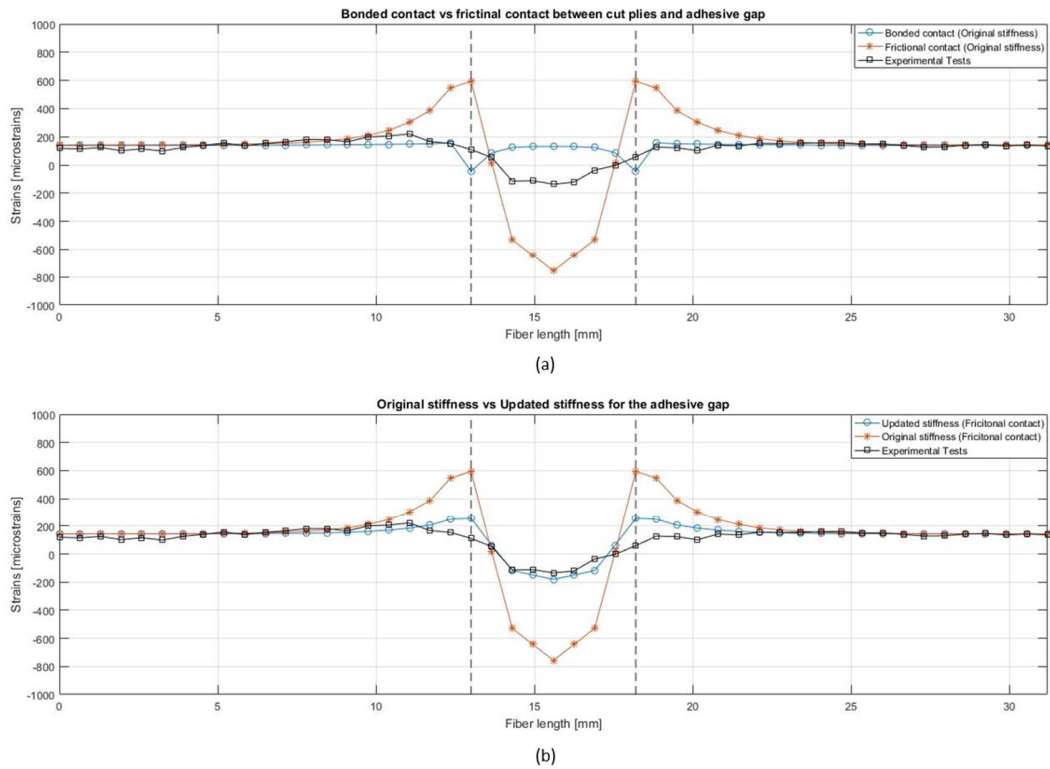 Bonded contact vs frictinal contact between cut plies and adhesive gap
Bonded contact (Original stiffness)
Frictional contact (Original stiffness)
Experimental Tests
1000
800
600
400
200
0
-200
-400
-600
-800
-1000
Strains [microstrains]
0 5 10 15 20 25 30
Fiber length [mm]
(a)
Original stiffness vs Updated stiffness for the adhesive gap
Updated stiffness (Fricitonal contact)
Original stiffness (Fricitonal contact)
Experimental Tests
1000
800
600
400
200
0
-200
-400
-600
-800
-1000
Strains [microstrains]
0 5 10 15 20 25 30
Fiber length [mm]
(b)